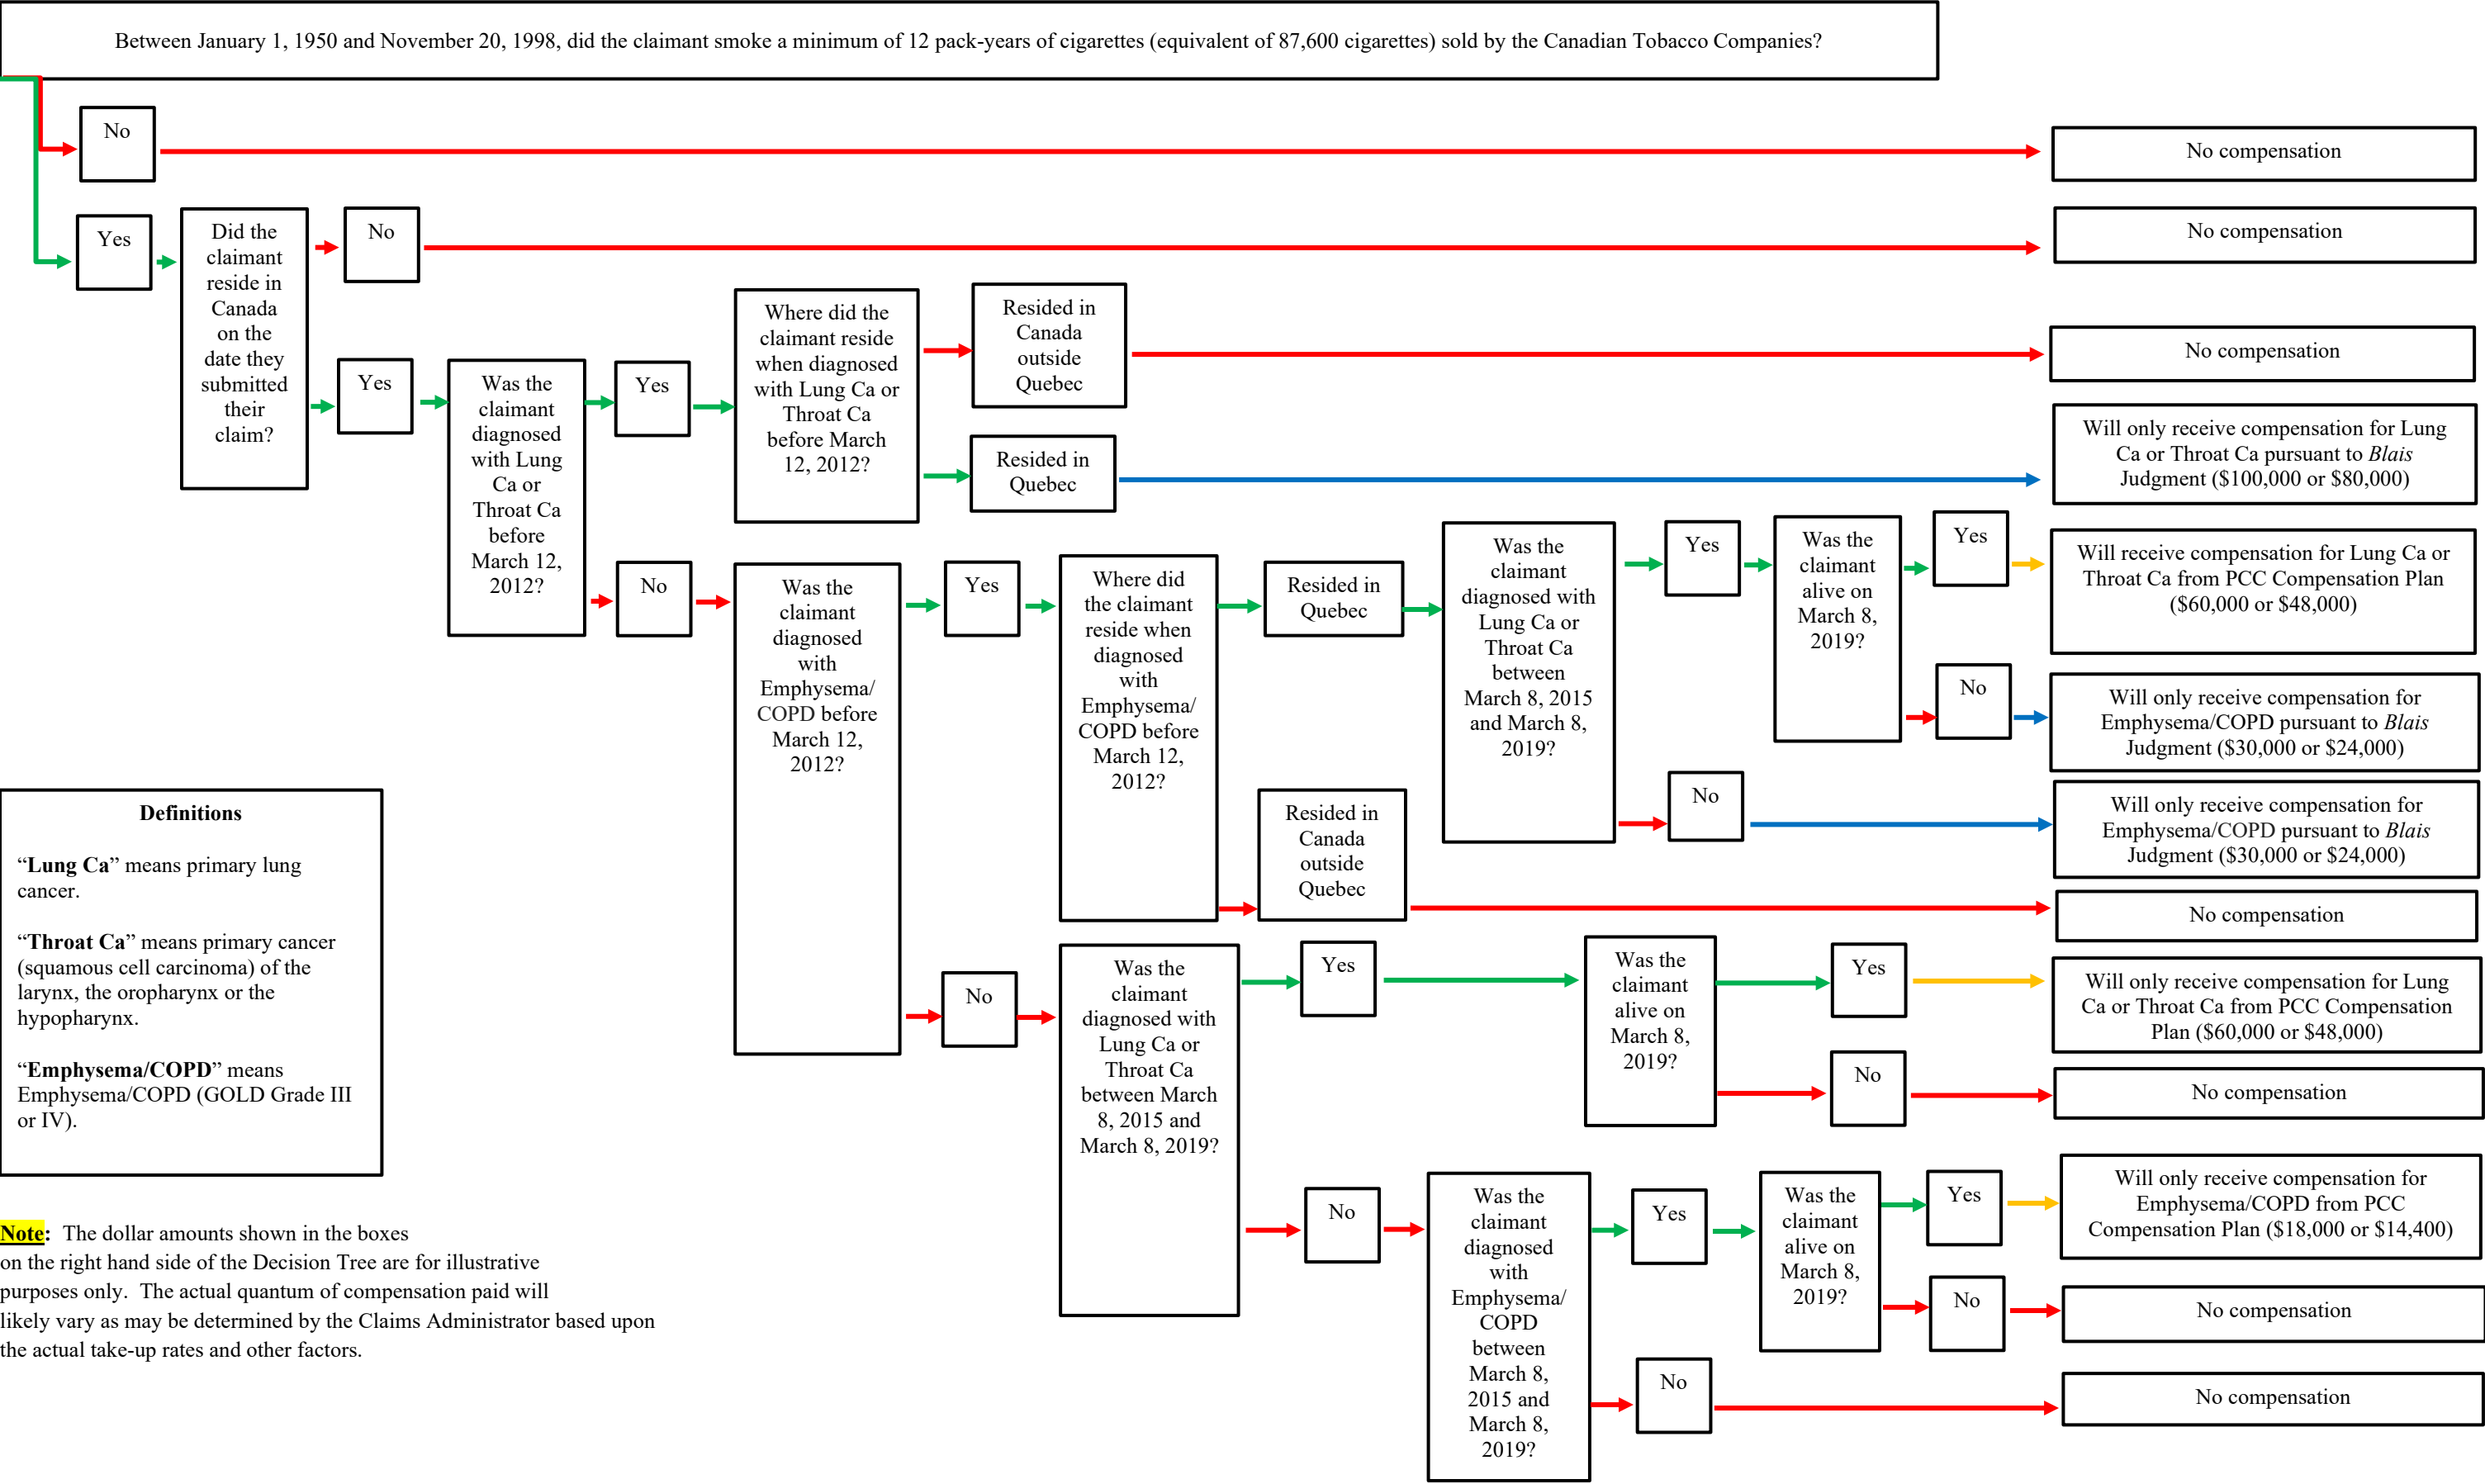 Between January 1, 1950 and November 20, 1998, did the claimant smoke a minimum of 12 pack-years of cigarettes (equivalent of 87,600 cigarettes) sold by the Canadian Tobacco Companies?
No
No compensation
Yes
Did the
claimant
reside in
Canada
on the
date they
submitted
their
claim?
No
No compensation
Yes
Was the
claimant
diagnosed
with Lung
Ca or
Throat Ca
before
March 12,
2012?
Yes
Where did the
claimant reside
when diagnosed
with Lung Ca or
Throat Ca
before March
12, 2012?
Resided in
Canada
outside
Quebec
No compensation
Resided in
Quebec
Will only receive compensation for Lung
Ca or Throat Ca pursuant to Blais
Judgment ($100,000 or $80,000)
No
Was the
claimant
diagnosed
with
Emphysema/
COPD before
March 12,
2012?
Yes
Where did
the claimant
reside when
diagnosed
with
Emphysema/
COPD before
March 12,
2012?
Resided in
Quebec
Was the
claimant
diagnosed with
Lung Ca or
Throat Ca
between
March 8, 2015
and March 8,
2019?
Yes
Was the
claimant
alive on
March 8,
2019?
Yes
Will receive compensation for Lung Ca or
Throat Ca from PCC Compensation Plan
($60,000 or $48,000)
No
Will only receive compensation for
Emphysema/COPD pursuant to Blais
Judgment ($30,000 or $24,000)
No
Will only receive compensation for
Emphysema/COPD pursuant to Blais
Judgment ($30,000 or $24,000)
Resided in
Canada
outside
Quebec
No compensation
No
Was the
claimant
diagnosed with
Lung Ca or
Throat Ca
between March
8, 2015 and
March 8, 2019?
Yes
Was the
claimant
alive on
March 8,
2019?
Yes
Will only receive compensation for Lung
Ca or Throat Ca from PCC Compensation
Plan ($60,000 or $48,000)
No
No compensation
No
Was the
claimant
diagnosed
with
Emphysema/
COPD
between
March 8,
2015 and
March 8,
2019?
Yes
Was the
claimant
alive on
March 8,
2019?
Yes
Will only receive compensation for
Emphysema/COPD from PCC
Compensation Plan ($18,000 or $14,400)
No
No compensation
No
No compensation
Definitions
“Lung Ca” means primary lung
cancer.
“Throat Ca” means primary cancer
(squamous cell carcinoma) of the
larynx, the oropharynx or the
hypopharynx.
“Emphysema/COPD” means
Emphysema/COPD (GOLD Grade III
or IV).
Note: The dollar amounts shown in the boxes
on the right hand side of the Decision Tree are for illustrative
purposes only. The actual quantum of compensation paid will
likely vary as may be determined by the Claims Administrator based upon
the actual take-up rates and other factors.